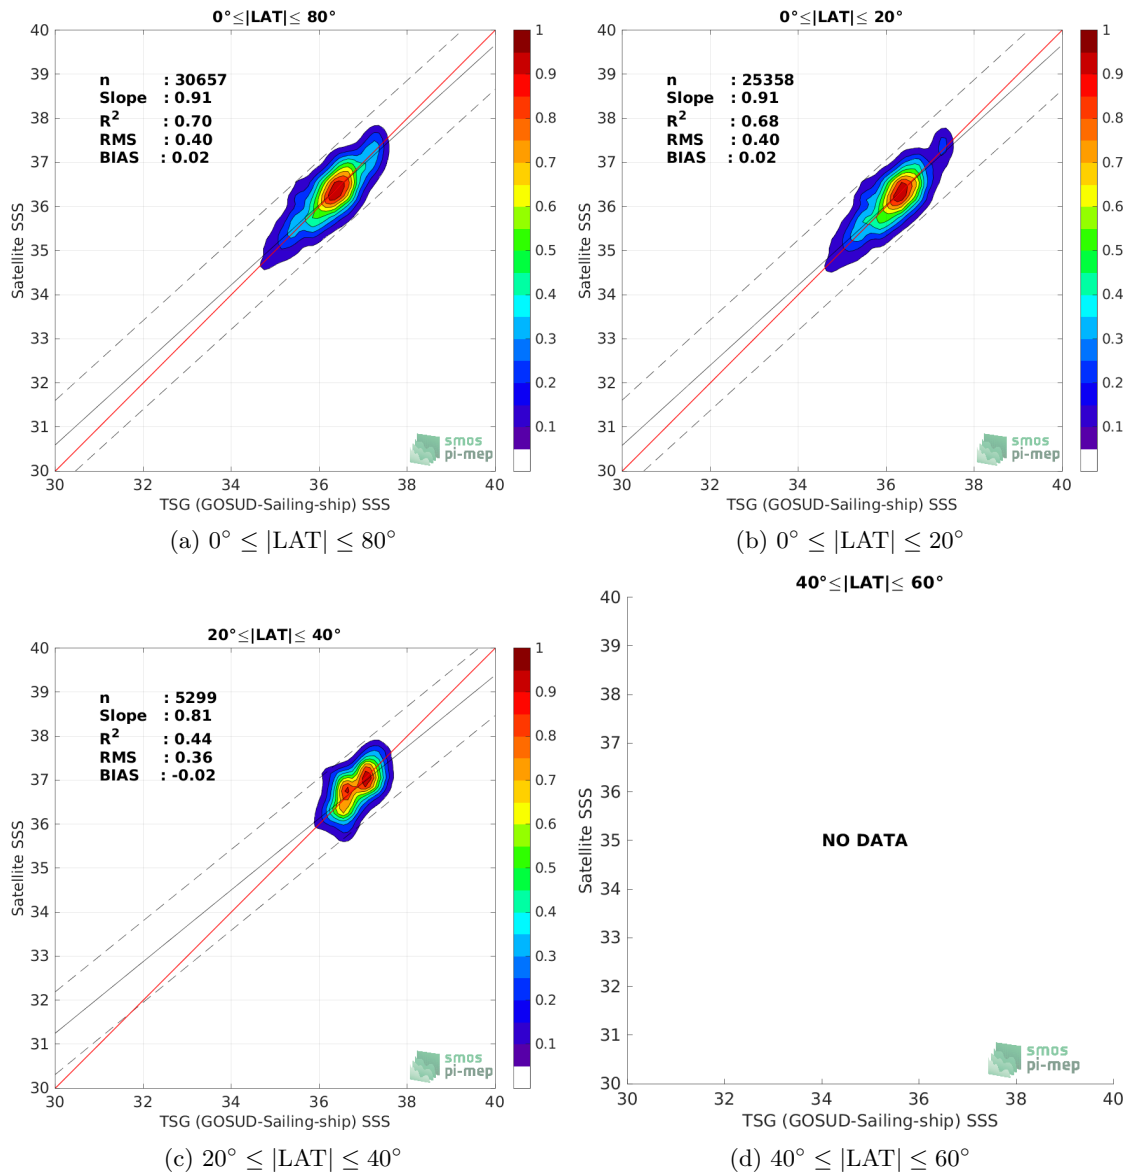 0°≤|LAT|≤ 80°
40
39
38
37
36
35
34
33
32
31
30
Satellite SSS
n : 30657
Slope : 0.91
R² : 0.70
RMS : 0.40
BIAS : 0.02
1
0.9
0.8
0.7
0.6
0.5
0.4
0.3
0.2
0.1
smos
pi-mep
30 32 34 36 38 40
TSG (GOSUD-Sailing-ship) SSS
(a) 0° ≤ |LAT| ≤ 80°
0°≤|LAT|≤ 20°
40
39
38
37
36
35
34
33
32
31
30
Satellite SSS
n : 25358
Slope : 0.91
R² : 0.68
RMS : 0.40
BIAS : 0.02
1
0.9
0.8
0.7
0.6
0.5
0.4
0.3
0.2
0.1
smos
pi-mep
30 32 34 36 38 40
TSG (GOSUD-Sailing-ship) SSS
(b) 0° ≤ |LAT| ≤ 20°
20°≤|LAT|≤ 40°
40
39
38
37
36
35
34
33
32
31
30
Satellite SSS
n : 5299
Slope : 0.81
R² : 0.44
RMS : 0.36
BIAS : -0.02
1
0.9
0.8
0.7
0.6
0.5
0.4
0.3
0.2
0.1
smos
pi-mep
30 32 34 36 38 40
TSG (GOSUD-Sailing-ship) SSS
(c) 20° ≤ |LAT| ≤ 40°
40°≤|LAT|≤ 60°
40
39
38
37
36
35
34
33
32
31
30
Satellite SSS
NO DATA
smos
pi-mep
30 32 34 36 38 40
TSG (GOSUD-Sailing-ship) SSS
(d) 40° ≤ |LAT| ≤ 60°